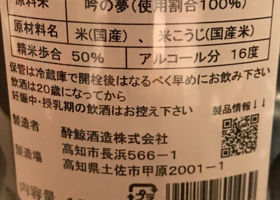 原料米 吟の夢(使用割合100%)
原材料名 米(国産)、米こうじ(国産米)
精米歩合 50% アルコール分 16度
保管は冷蔵庫で開栓後はなるべく早めにお飲み下さい
飲酒は20歳になってから
妊娠中・授乳期の飲酒はお控え下さい 製品情報⇩⇩
製造者 酔鯨酒造株式会社
高知市長浜566-1
製造場 高知県土佐市甲原2001-1